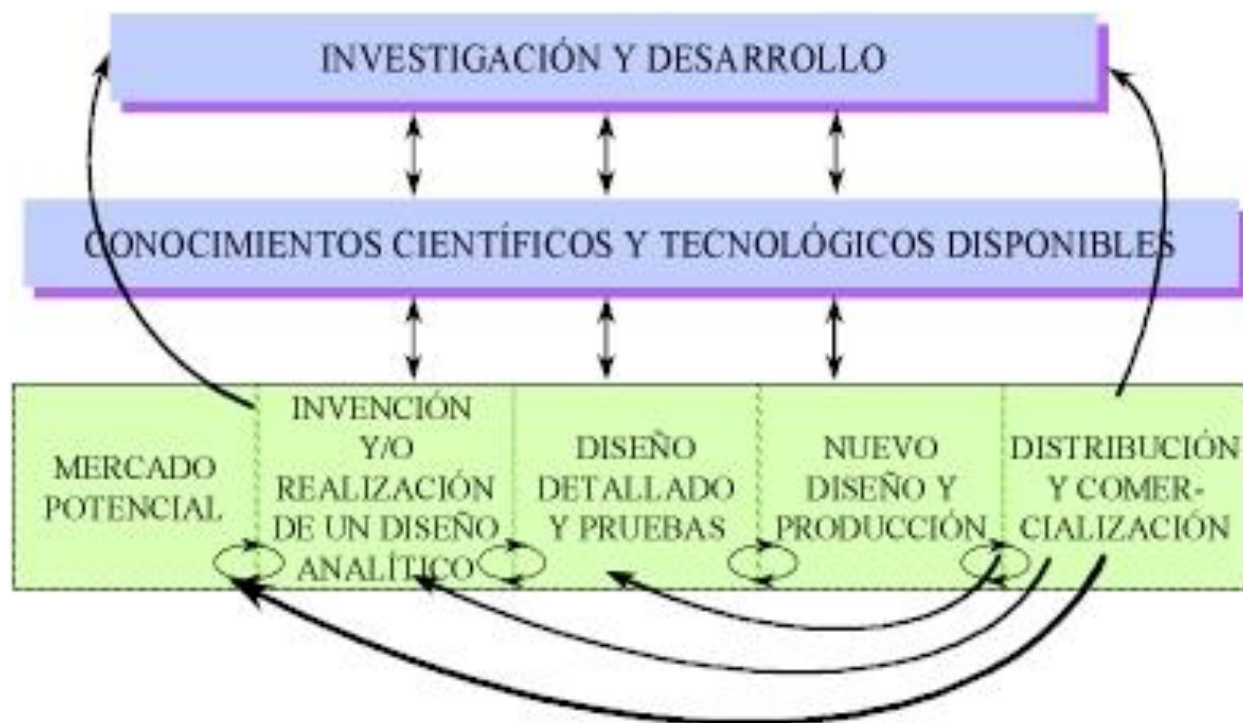 INVESTIGACIÓN Y DESARROLLO
CONOCIMIENTOS CIENTÍFICOS Y TECNOLÓGICOS DISPONIBLES
MERCADO
POTENCIAL
INVENCIÓN
Y/O
REALIZACIÓN
DE UN DISEÑO
ANALÍTICO
DISEÑO
DETALLADO
Y PRUEBAS
NUEVO
DISEÑO Y
PRODUCCIÓN
DISTRIBUCIÓN
Y COMER-
CIALIZACIÓN